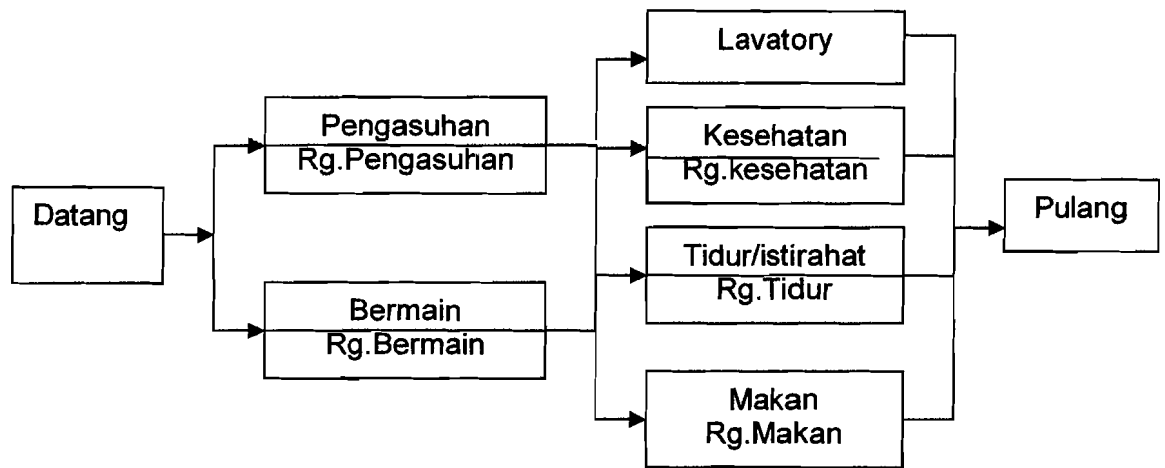 Datang
Pengasuhan
Rg.Pengasuhan
Bermain
Rg.Bermain
Lavatory
Kesehatan
Rg.kesehatan
Tidur/istirahat
Rg.Tidur
Makan
Rg.Makan
Pulang